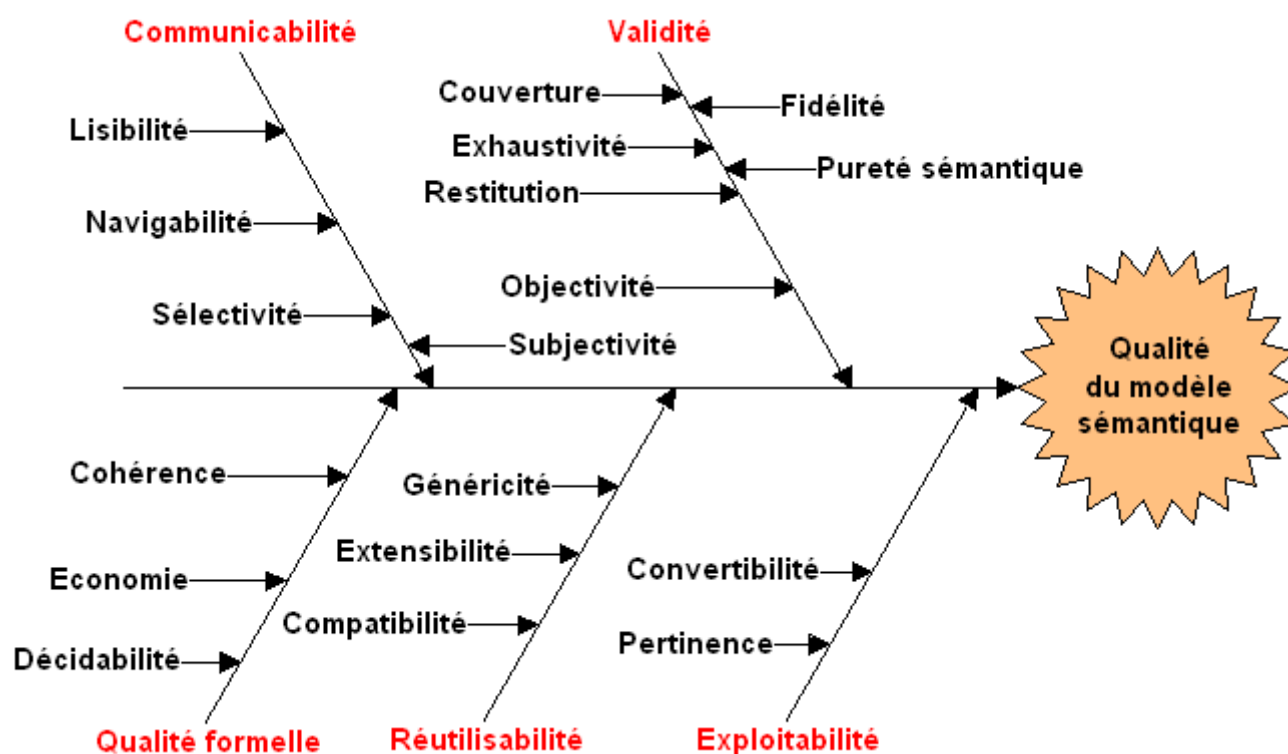 Communicabilité
Validité
Couverture
Fidélité
Lisibilité
Exhaustivité
Pureté sémantique
Restitution
Navigabilité
Objectivité
Sélectivité
Subjectivité
Qualité
du modèle
sémantique
Cohérence
Généricité
Extensibilité
Convertibilité
Economie
Compatibilité
Pertinence
Décidabilité
Qualité formelle
Réutilisabilité
Exploitabilité